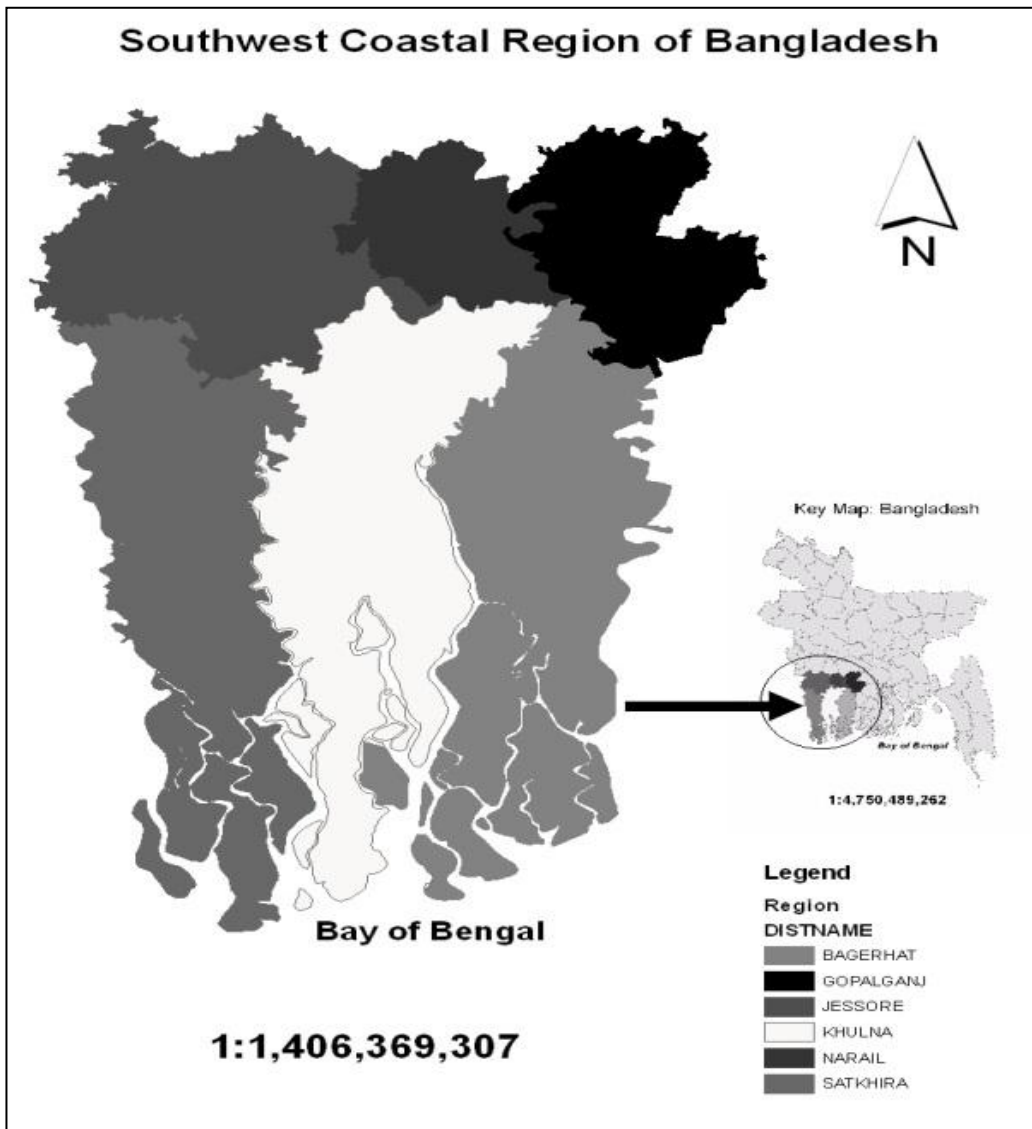 Southwest Coastal Region of Bangladesh
N
Key Map: Bangladesh
Bay of Bengal
1:4,750,489,262
Bay of Bengal
1:1,406,369,307
Legend
Region
DISTNAME
BAGERHAT
GOPALGANJ
JESSORE
KHULNA
NARAIL
SATKHIRA